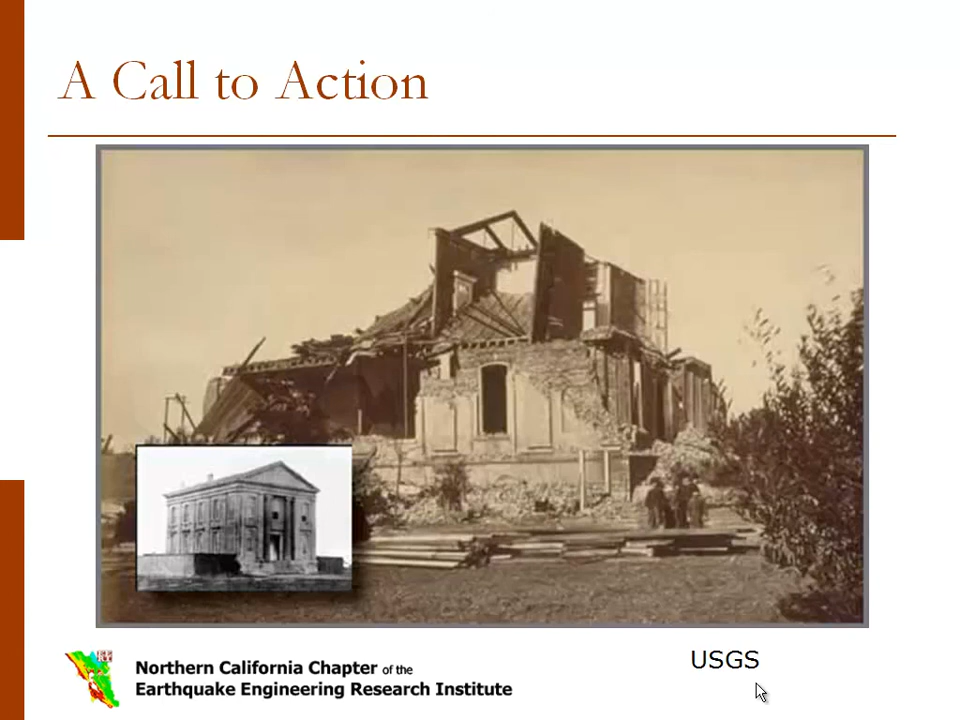 A Call to Action
USGS
Northern California Chapter of the
Earthquake Engineering Research Institute